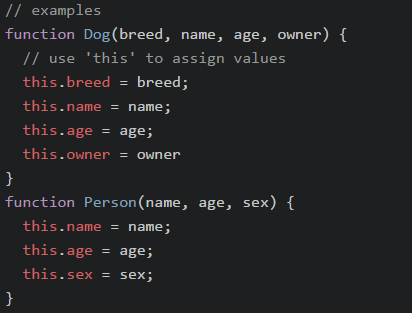 // examples
function Dog(breed, name, age, owner) {
  // use 'this' to assign values
  this.breed = breed;
  this.name = name;
  this.age = age;
  this.owner = owner
}
function Person(name, age, sex) {
  this.name = name;
  this.age = age;
  this.sex = sex;
}